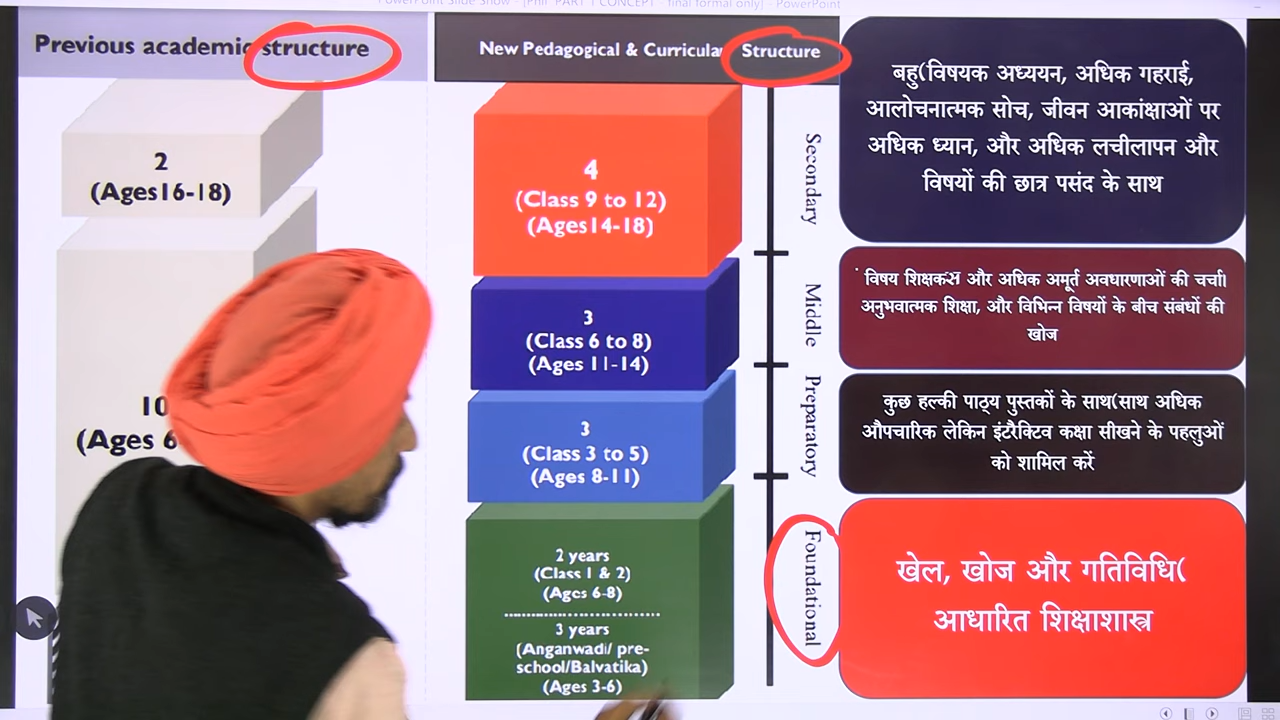 PowerPoint Slide Show - [Phil PART 1 CONCEPT - final formal only] - PowerPoint
Previous academic structure
2
(Ages16-18)
10
(Ages 6
New Pedagogical & Curricular Structure
4
(Class 9 to 12)
(Ages14-18)
3
(Class 6 to 8)
(Ages 11-14)
3
(Class 3 to 5)
(Ages 8-11)
2 years
(Class 1 & 2)
(Ages 6-8)
3 years
(Anganwadi/ pre-
school/Balvatika)
(Ages 3-6)
Secondary
Middle
Preparatory
Foundational
बहु(विषयक अध्ययन, अधिक गहराई,
आलोचनात्मक सोच, जीवन आकांक्षाओं पर
अधिक ध्यान, और अधिक लचीलापन और
विषयों की छात्र पसंद के साथ
विषय और अधिक अमूर्त अवधारणाओं की
अनुभवात्मक शिक्षा, और विभिन्न विषयों के बीच संबंधों की
खोज
कुछ हल्की पाठ्य पुस्तकों के साथ(साथ अधिक
औपचारिक लेकिन इंटरैक्टिव कक्षा सीखने के पहलुओं
को शामिल करें
खेल, खोज और गतिविधि(
आधारित शिक्षाशास्त्र